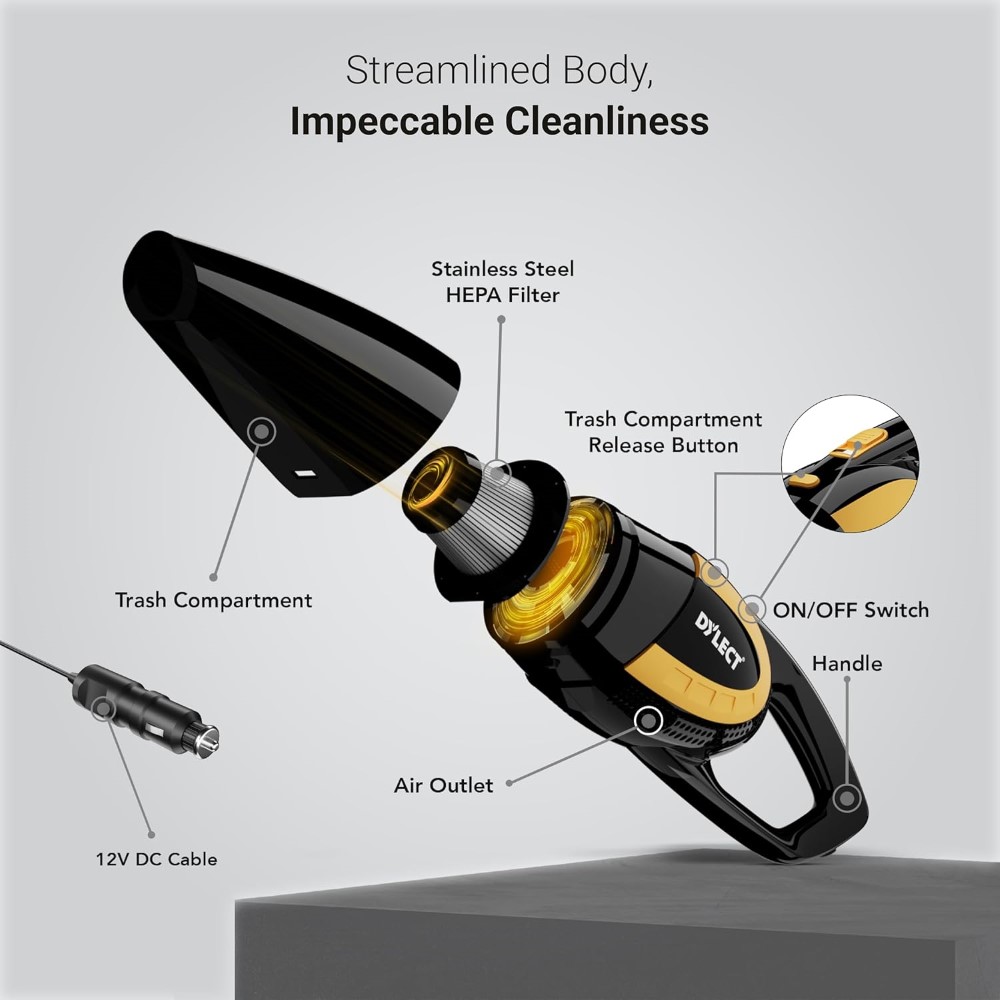 Streamlined Body,
Impeccable Cleanliness
Stainless Steel
HEPA Filter
Trash Compartment
Release Button
Trash Compartment
ON/OFF Switch
DYLECT
Handle
Air Outlet
12V DC Cable